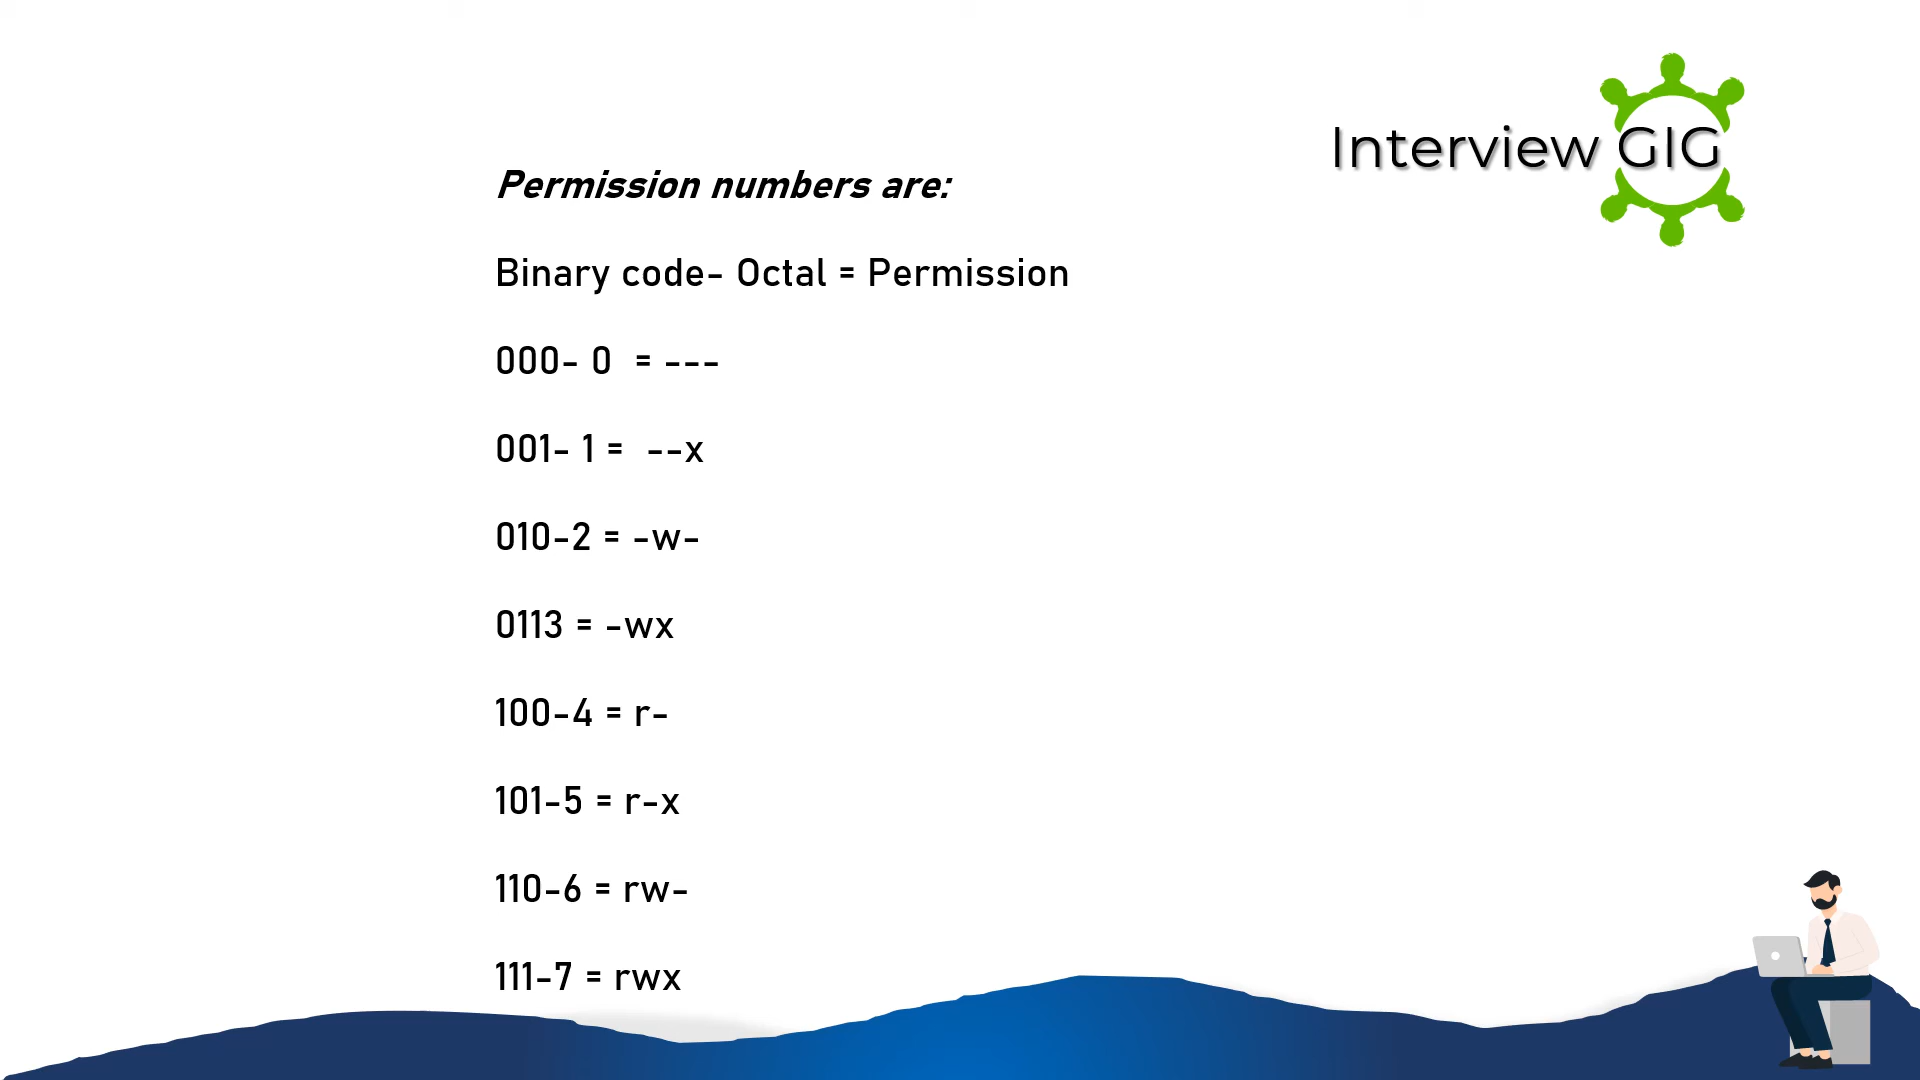 Interview GIG
Permission numbers are:
Binary code- Octal = Permission
000- 0  = ---
001- 1 =  --x
010-2 = -w-
0113 = -wx
100-4 = r-
101-5 = r-x
110-6 = rw-
111-7 = rwx